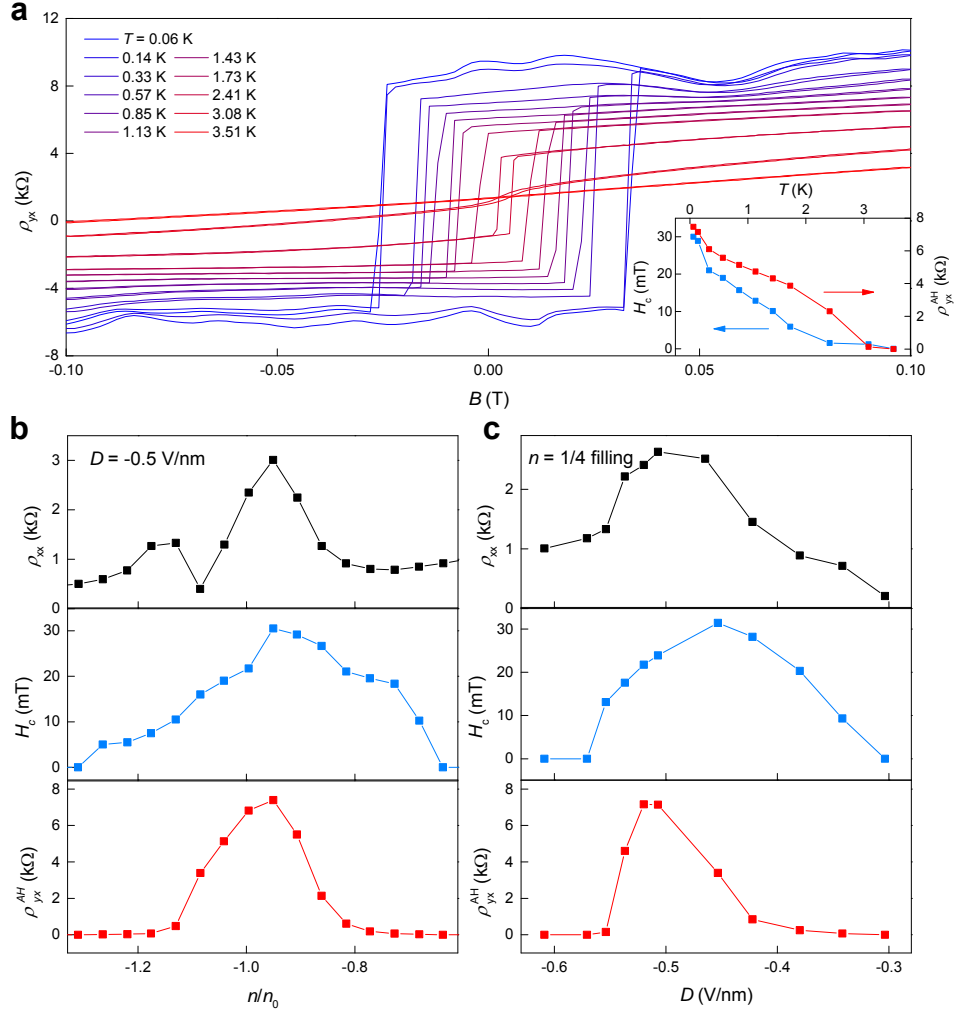 a
12
8
4
0
-4
-8
ρyx (kΩ)
T = 0.06 K
0.14 K
0.33 K
0.57 K
0.85 K
1.13 K
1.43 K
1.73 K
2.41 K
3.08 K
3.51 K
T (K)
0 1 2 3
30
20
10
0
Hc (mT)
8
6
4
2
0
ρyxAH (kΩ)
-0.10 -0.05 0.00 0.05 0.10
B (T)
b
D = -0.5 V/nm
3
2
1
0
ρxx (kΩ)
30
20
10
0
Hc (mT)
8
6
4
2
0
ρyxAH (kΩ)
-1.2 -1.0 -0.8
n/n0
c
n = 1/4 filling
2
1
0
ρxx (kΩ)
30
20
10
0
Hc (mT)
8
6
4
2
0
ρyxAH (kΩ)
-0.6 -0.5 -0.4 -0.3
D (V/nm)